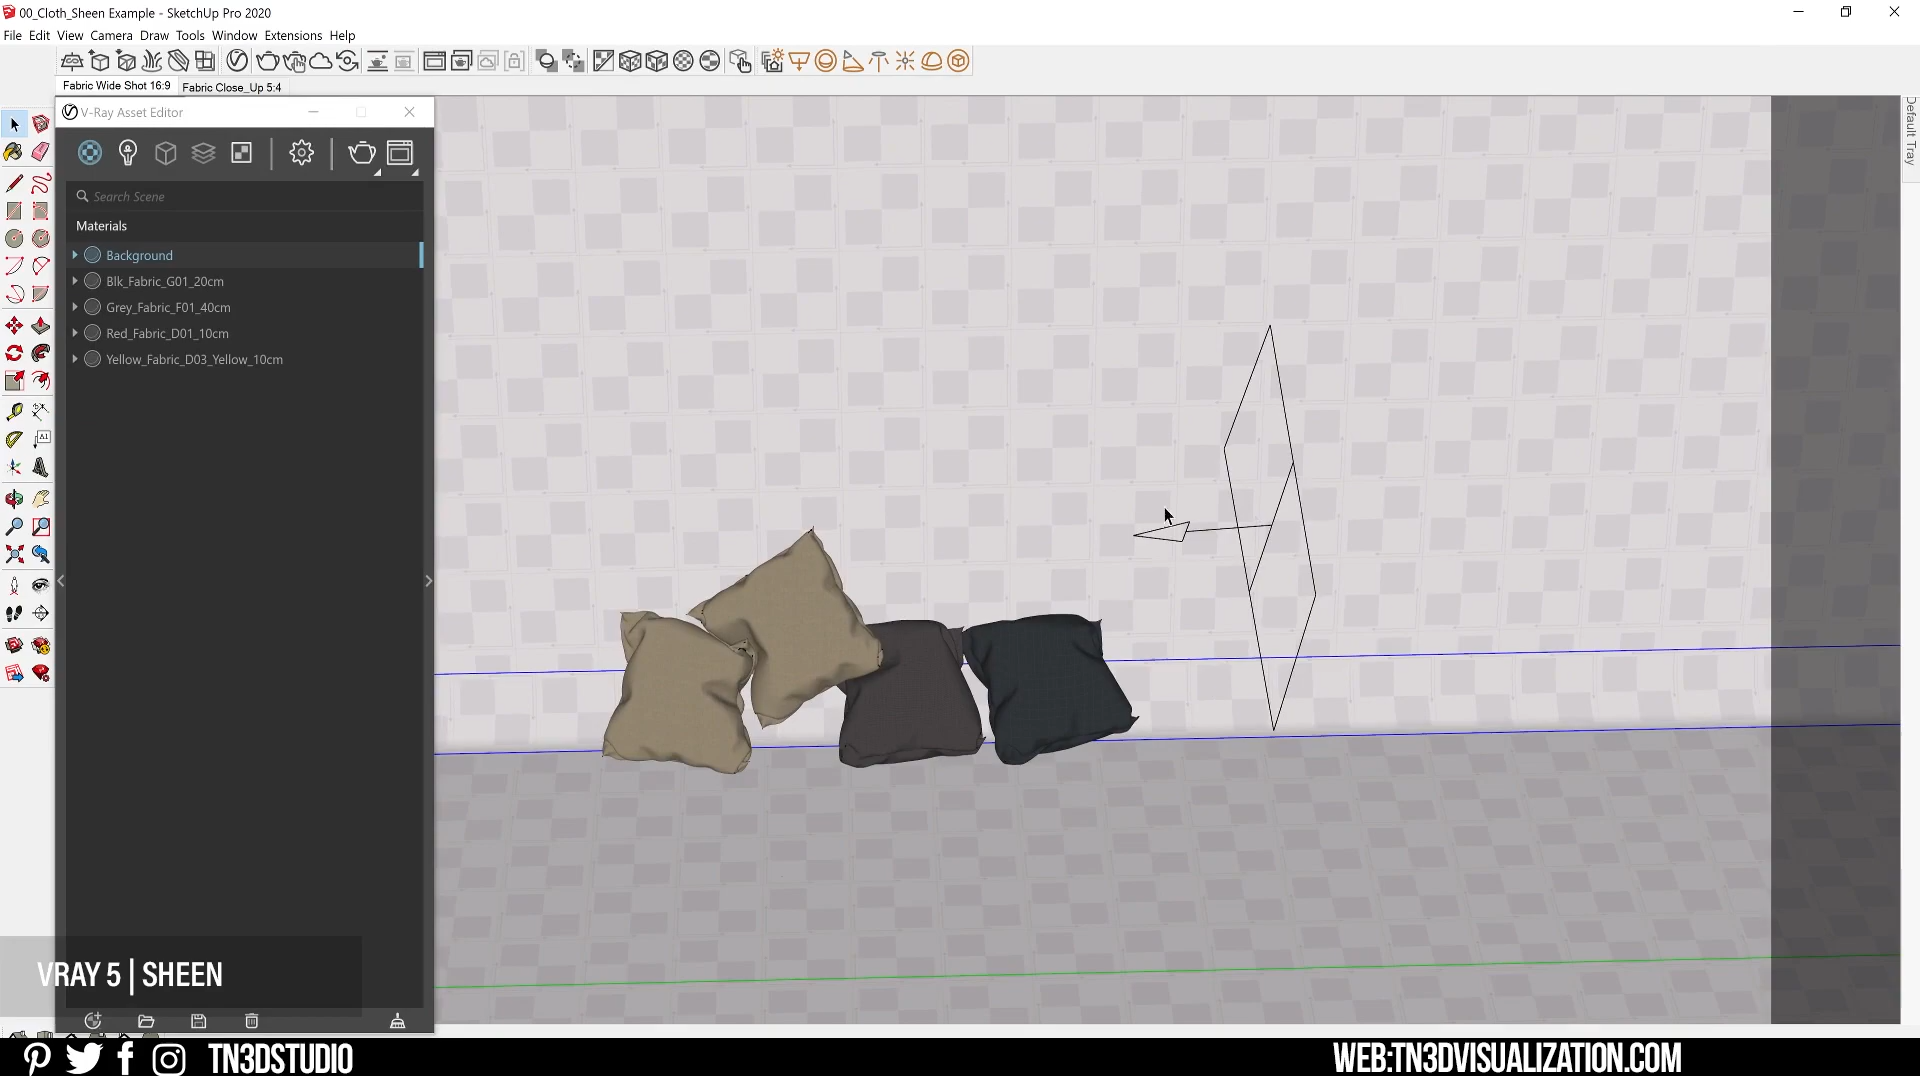 00_Cloth_Sheen Example - SketchUp Pro 2020
File Edit View Camera Draw Tools Window Extensions Help
Fabric Wide Shot 16:9 Fabric Close_Up 5:4
Default Tray
V-Ray Asset Editor
Search Scene
Materials
Background
Blk_Fabric_G01_20cm
Grey_Fabric_F01_40cm
Red_Fabric_D01_10cm
Yellow_Fabric_D03_Yellow_10cm
A1
VRAY 5 | SHEEN
TN3DSTUDIO
WEB:TN3DVISUALIZATION.COM